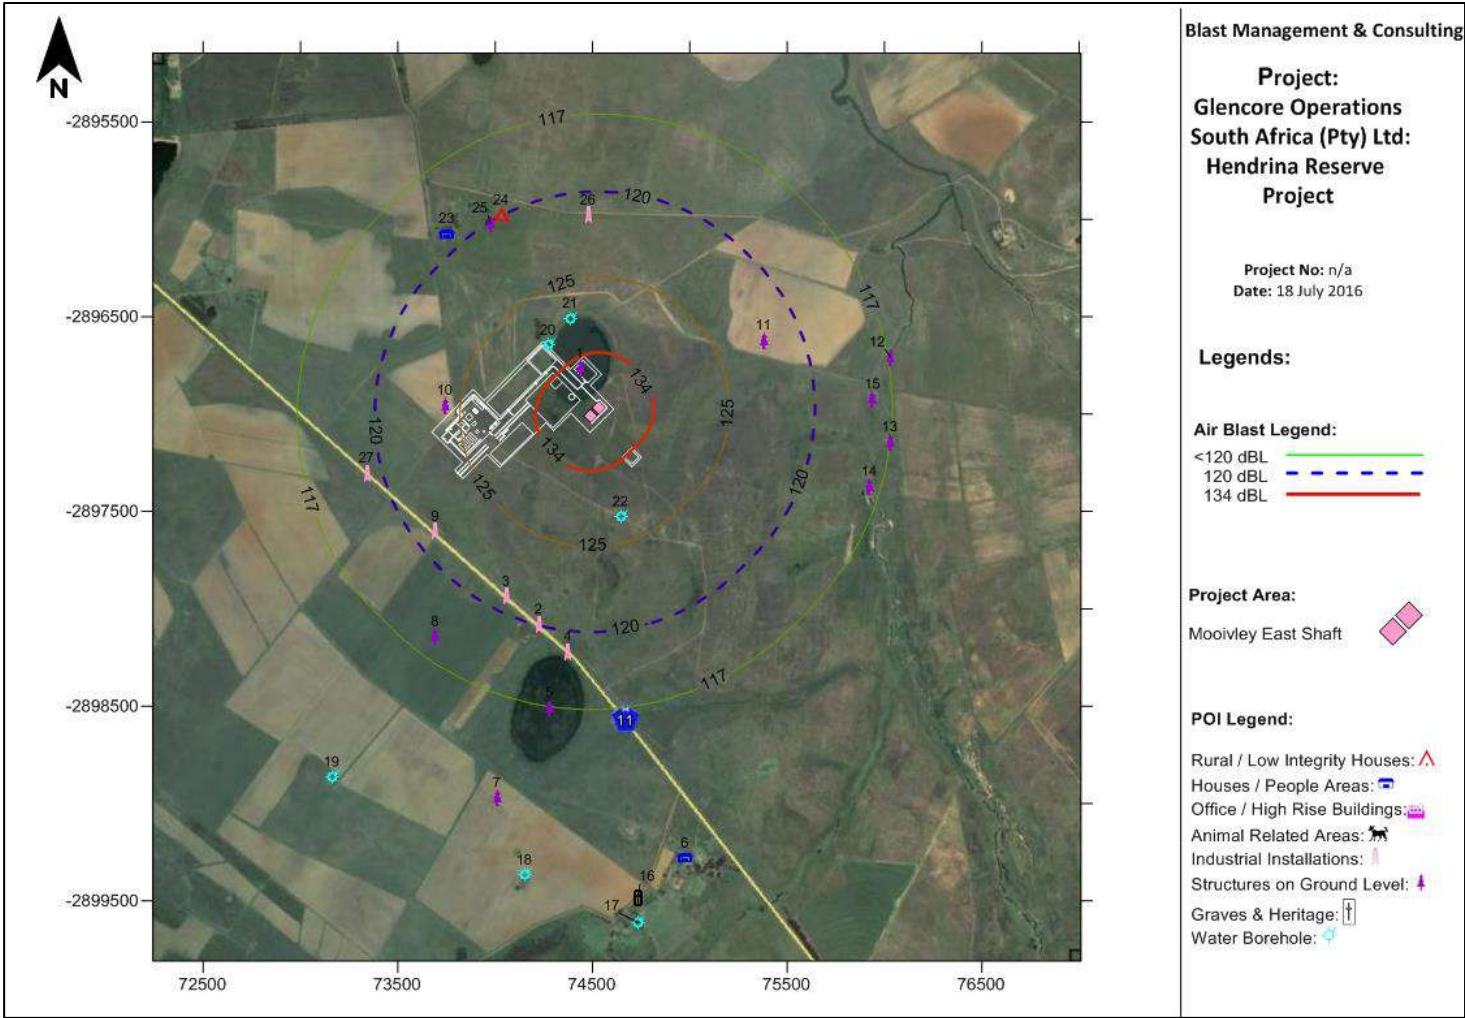 Blast Management & Consulting
Project:
Glencore Operations
South Africa (Pty) Ltd:
Hendrina Reserve
Project
Project No: n/a
Date: 18 July 2016
Legends:
Air Blast Legend:
<120 dBL
120 dBL
134 dBL
Project Area:
Mooivley East Shaft
POI Legend:
Rural / Low Integrity Houses:
Houses / People Areas:
Office / High Rise Buildings:
Animal Related Areas:
Industrial Installations:
Structures on Ground Level:
Graves & Heritage:
Water Borehole:
N
-2895500
-2896500
-2897500
-2898500
-2899500
72500
73500
74500
75500
76500
117
120
24
26
25
23
125
117
21
11
20
12
1
134
15
10
125
120
13
134
27
14
125
120
117
22
9
125
3
2
120
8
4
117
5
11
19
7
6
18
16
17